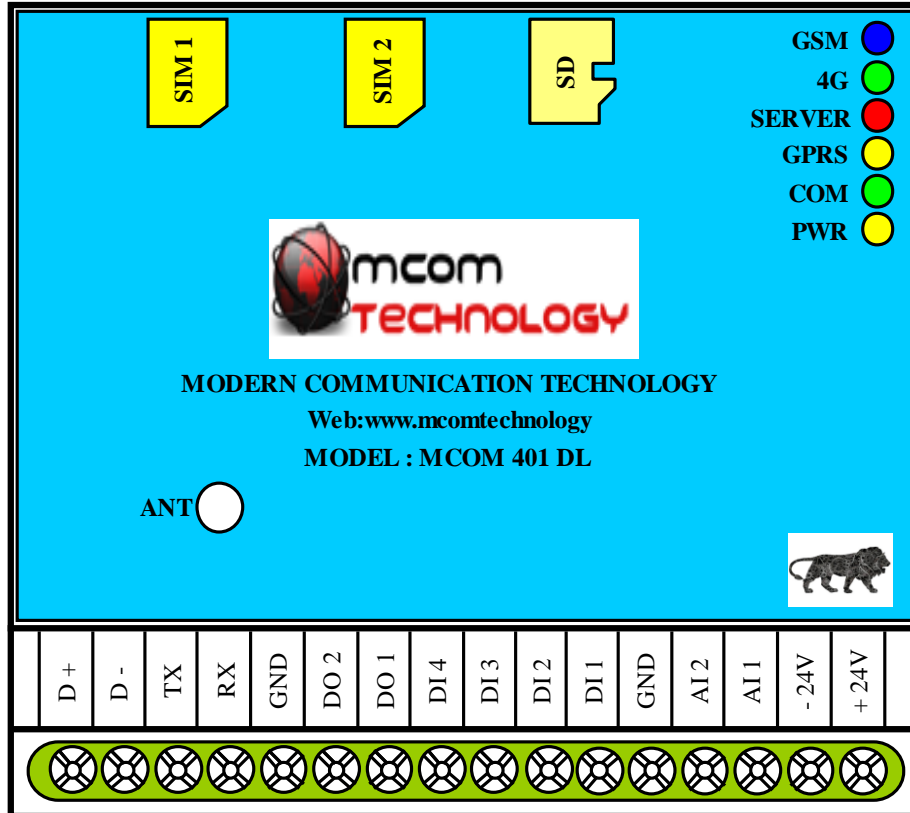 SIM 1
SIM 2
SD
GSM
4G
SERVER
GPRS
COM
PWR
mcom
TECHNOLOGY
MODERN COMMUNICATION TECHNOLOGY
Web:www.mcomtechnology
MODEL : MCOM 401 DL
ANT
D +
D -
TX
RX
GND
DO 2
DO 1
DI 4
DI 3
DI 2
DI 1
GND
AI 2
AI 1
- 24V
+ 24V